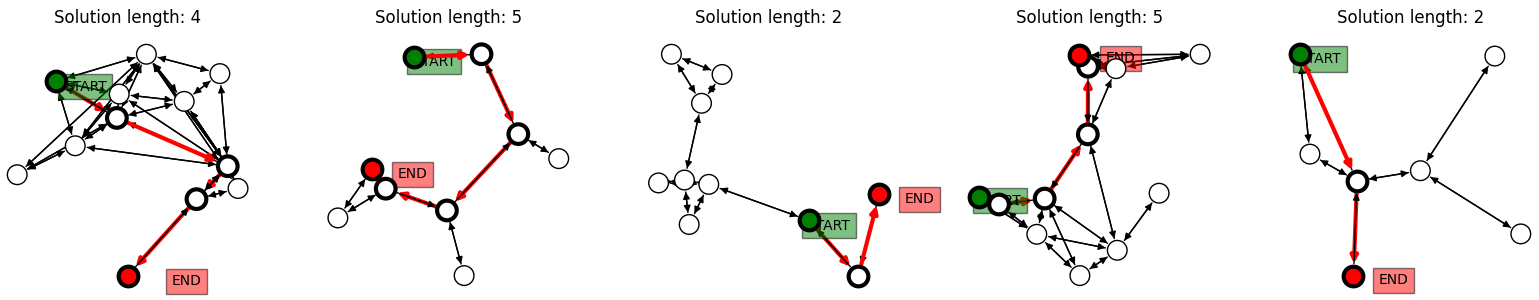 Solution length: 4
START
END
Solution length: 5
START
END
Solution length: 2
START
END
Solution length: 5
END
START
Solution length: 2
START
END